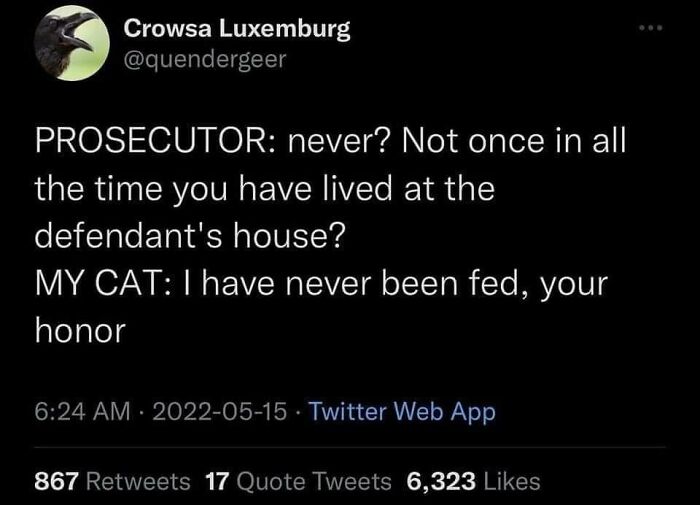 Crowsa Luxemburg
@quendergeer
PROSECUTOR: never? Not once in all
the time you have lived at the
defendant's house?
MY CAT: I have never been fed, your
honor
6:24 AM · 2022-05-15 · Twitter Web App
867 Retweets 17 Quote Tweets 6,323 Likes